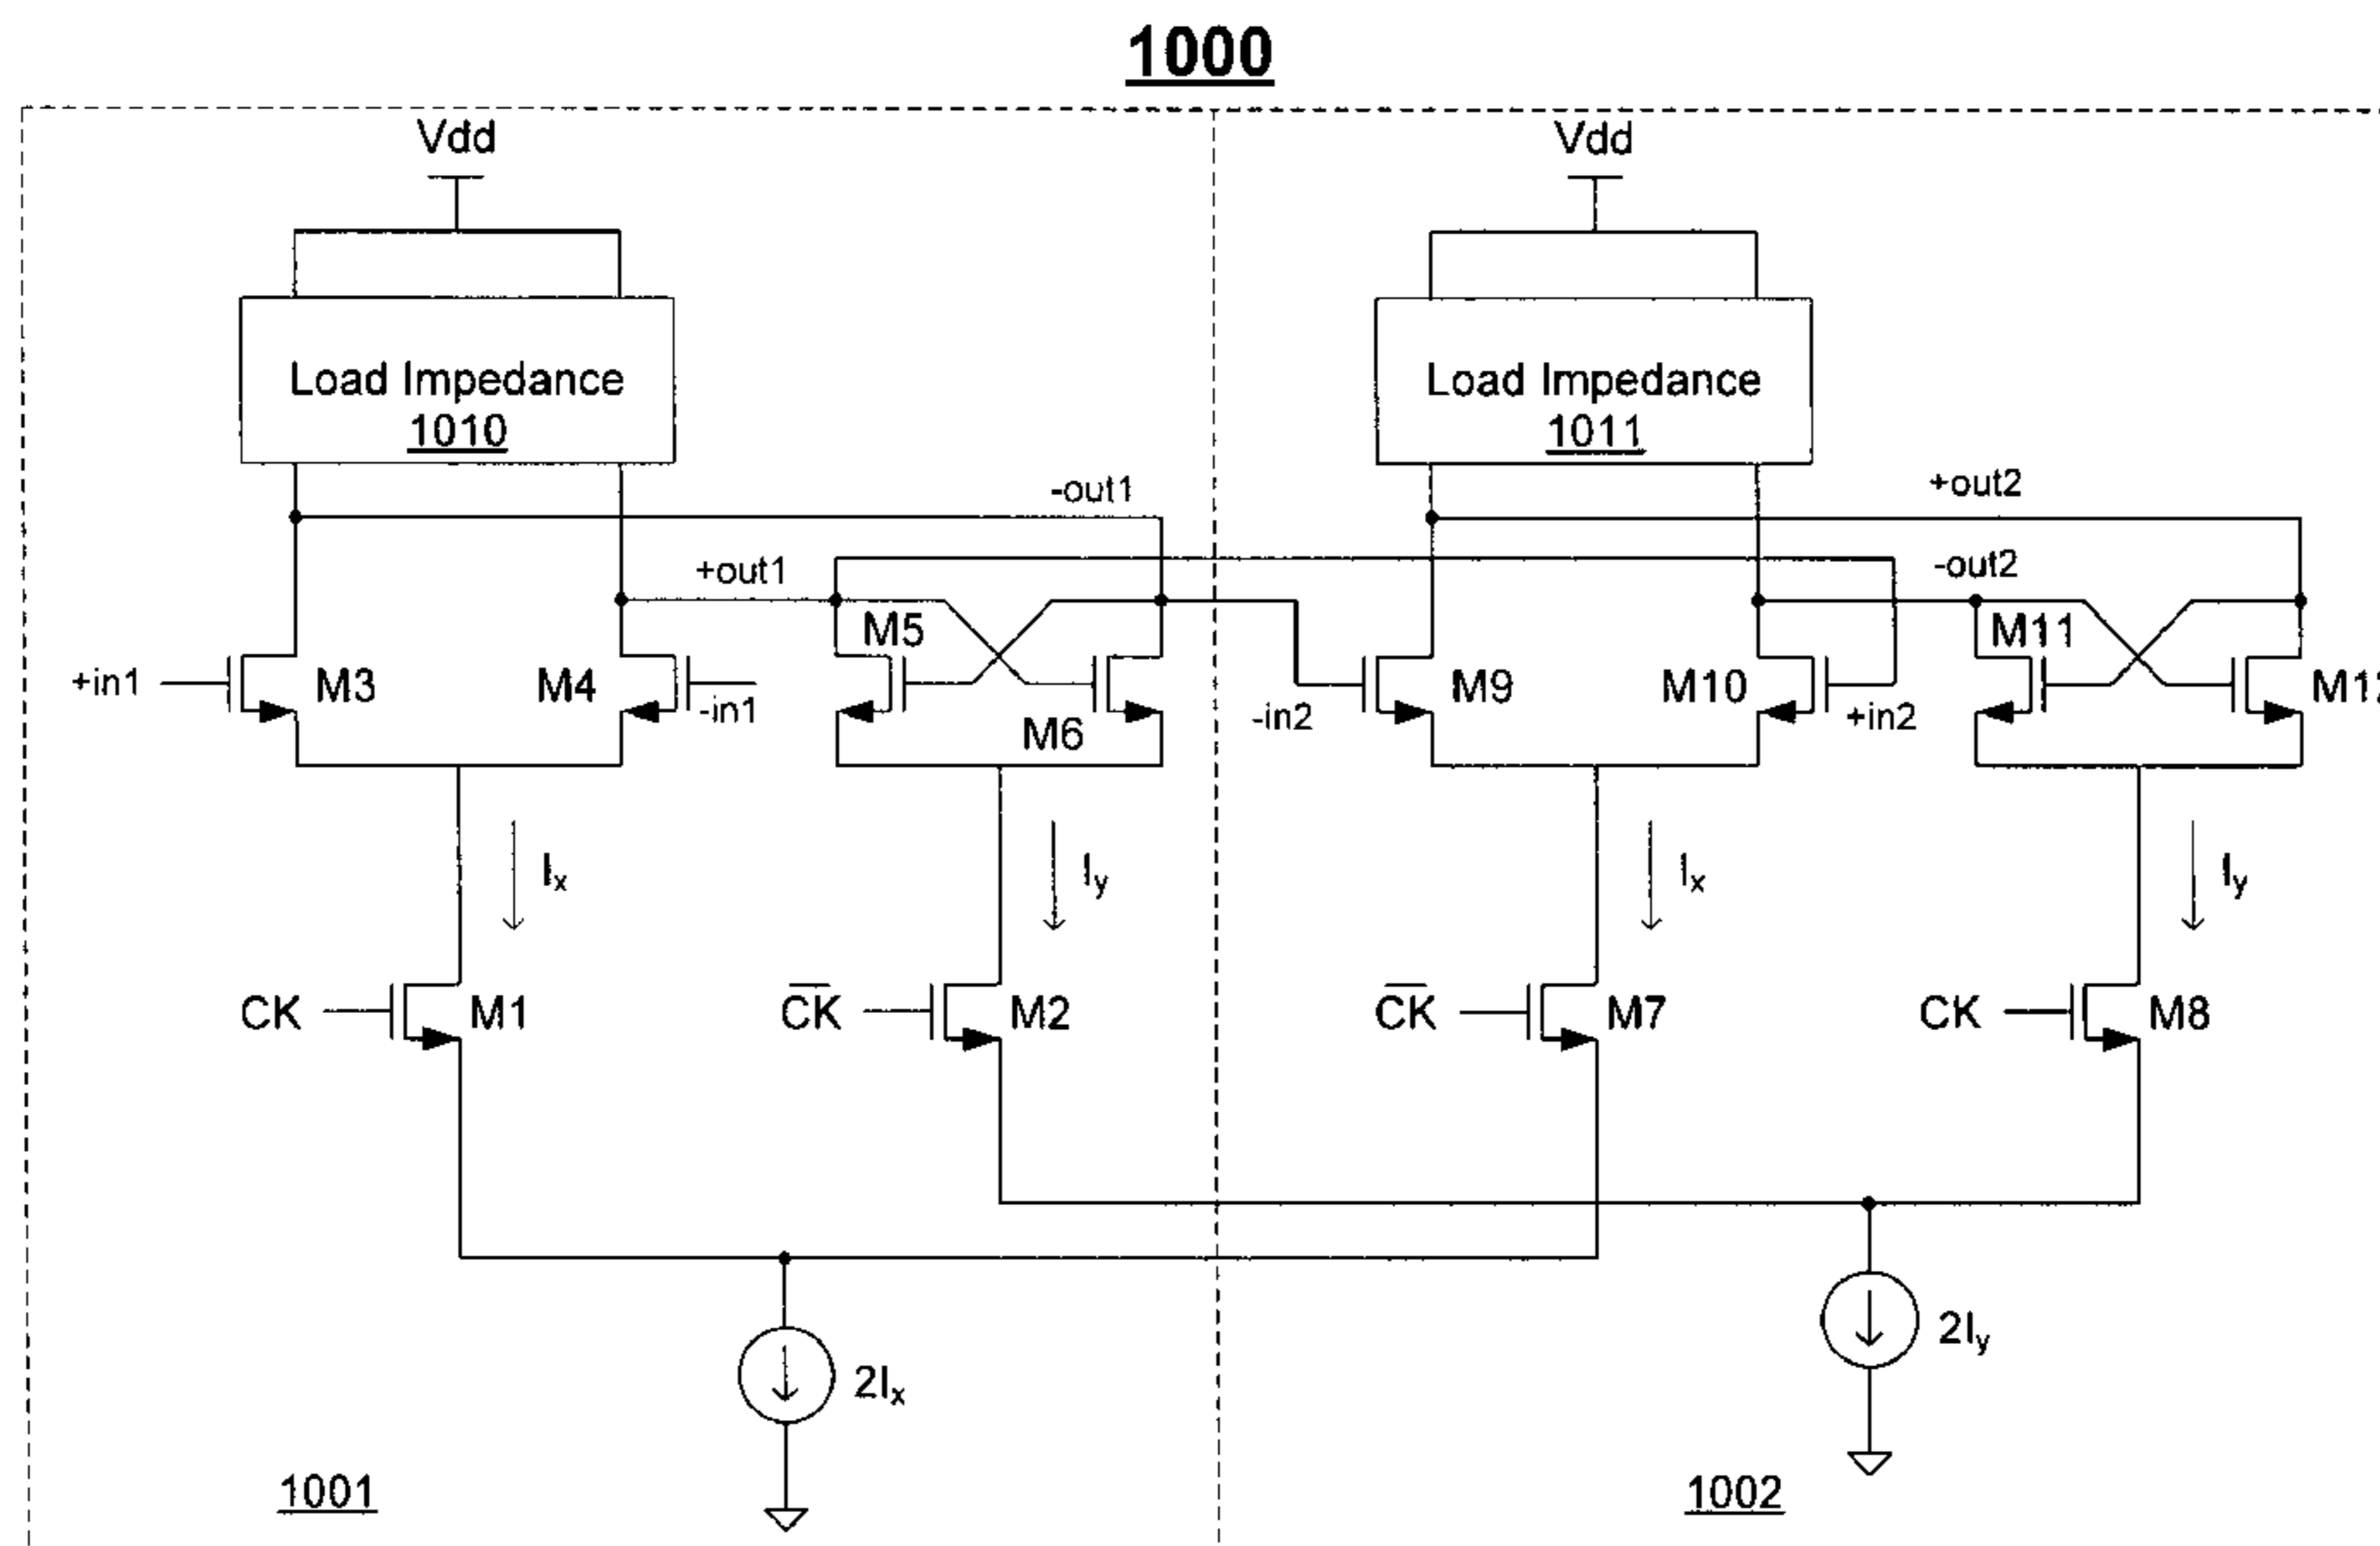 1000
Vdd
Vdd
Load Impedance
1010
Load Impedance
1011
-out1
+out2
+out1
-out2
M5
M11
+in1
M3
M4
-in1
M6
-in2
M9
M10
+in2
Ix
Iy
Ix
Iy
CK
M1
C̅K̅
M2
C̅K̅
M7
CK
M8
2Ix
2Iy
1001
1002